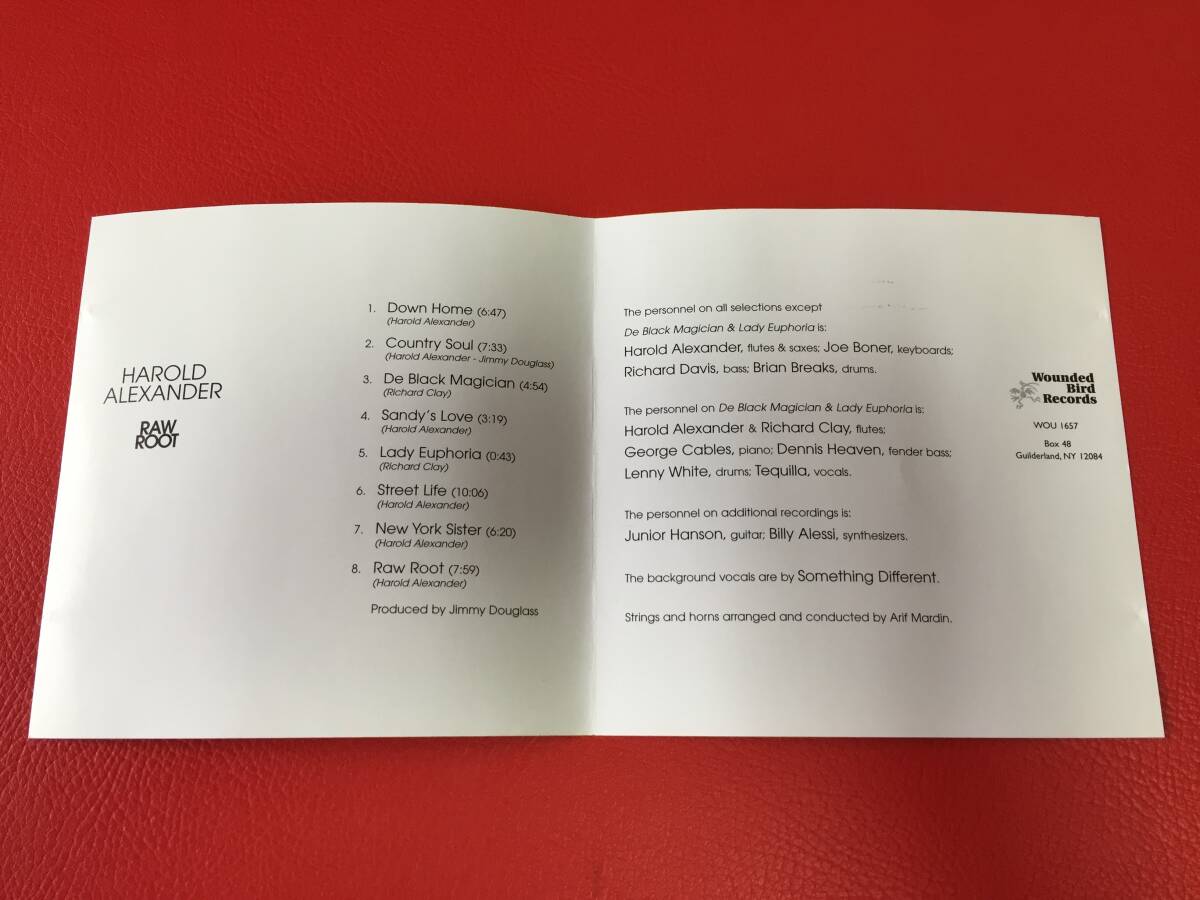 HAROLD
ALEXANDER
RAW
ROOT
1. Down Home (6:47)
(Harold Alexander)
2. Country Soul (7:33)
(Harold Alexander - Jimmy Douglass)
3. De Black Magician (4:54)
(Richard Clay)
4. Sandy's Love (3:19)
(Harold Alexander)
5. Lady Euphoria (0:43)
(Richard Clay)
6. Street Life (10:06)
(Harold Alexander)
7. New York Sister (6:20)
(Harold Alexander)
8. Raw Root (7:59)
(Harold Alexander)
Produced by Jimmy Douglass
The personnel on all selections except
De Black Magician & Lady Euphoria is:
Harold Alexander, flutes & saxes; Joe Boner, keyboards;
Richard Davis, bass; Brian Breaks, drums.
The personnel on De Black Magician & Lady Euphoria is:
Harold Alexander & Richard Clay, flutes;
George Cables, piano; Dennis Heaven, fender bass;
Lenny White, drums; Tequilla, vocals.
The personnel on additional recordings is:
Junior Hanson, guitar; Billy Alessi, synthesizers.
The background vocals are by Something Different.
Strings and horns arranged and conducted by Arif Mardin.
Wounded
Bird
Records
WOU 1657
Box 48
Guilderland, NY 12084